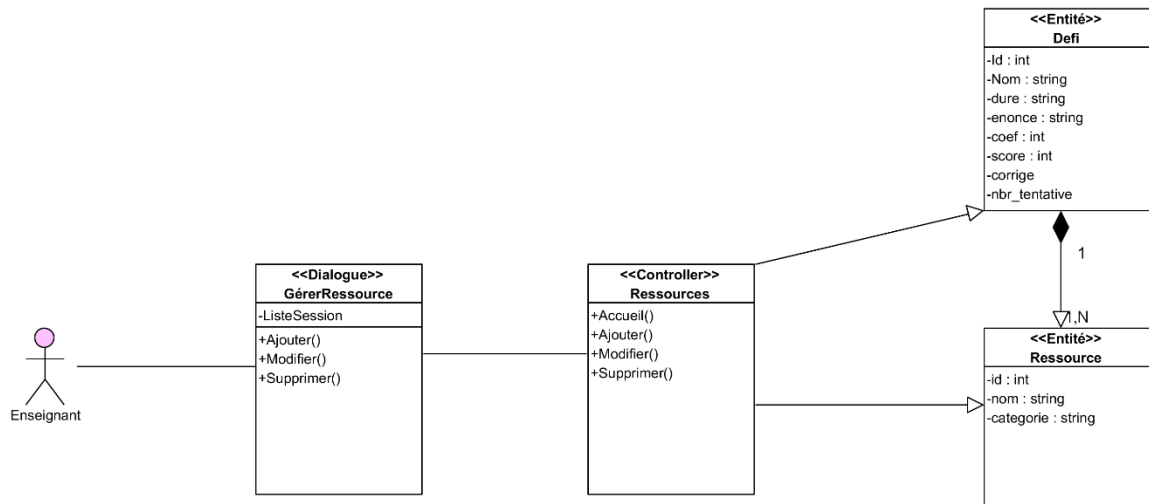 Enseignant
<<Dialogue>>
GérerRessource
-ListeSession
+Ajouter()
+Modifier()
+Supprimer()
<<Controller>>
Ressources
+Accueil()
+Ajouter()
+Modifier()
+Supprimer()
<<Entité>>
Defi
-Id : int
-Nom : string
-dure : string
-enonce : string
-coef : int
-score : int
-corrige
-nbr_tentative
1
1,N
<<Entité>>
Ressource
-id : int
-nom : string
-categorie : string